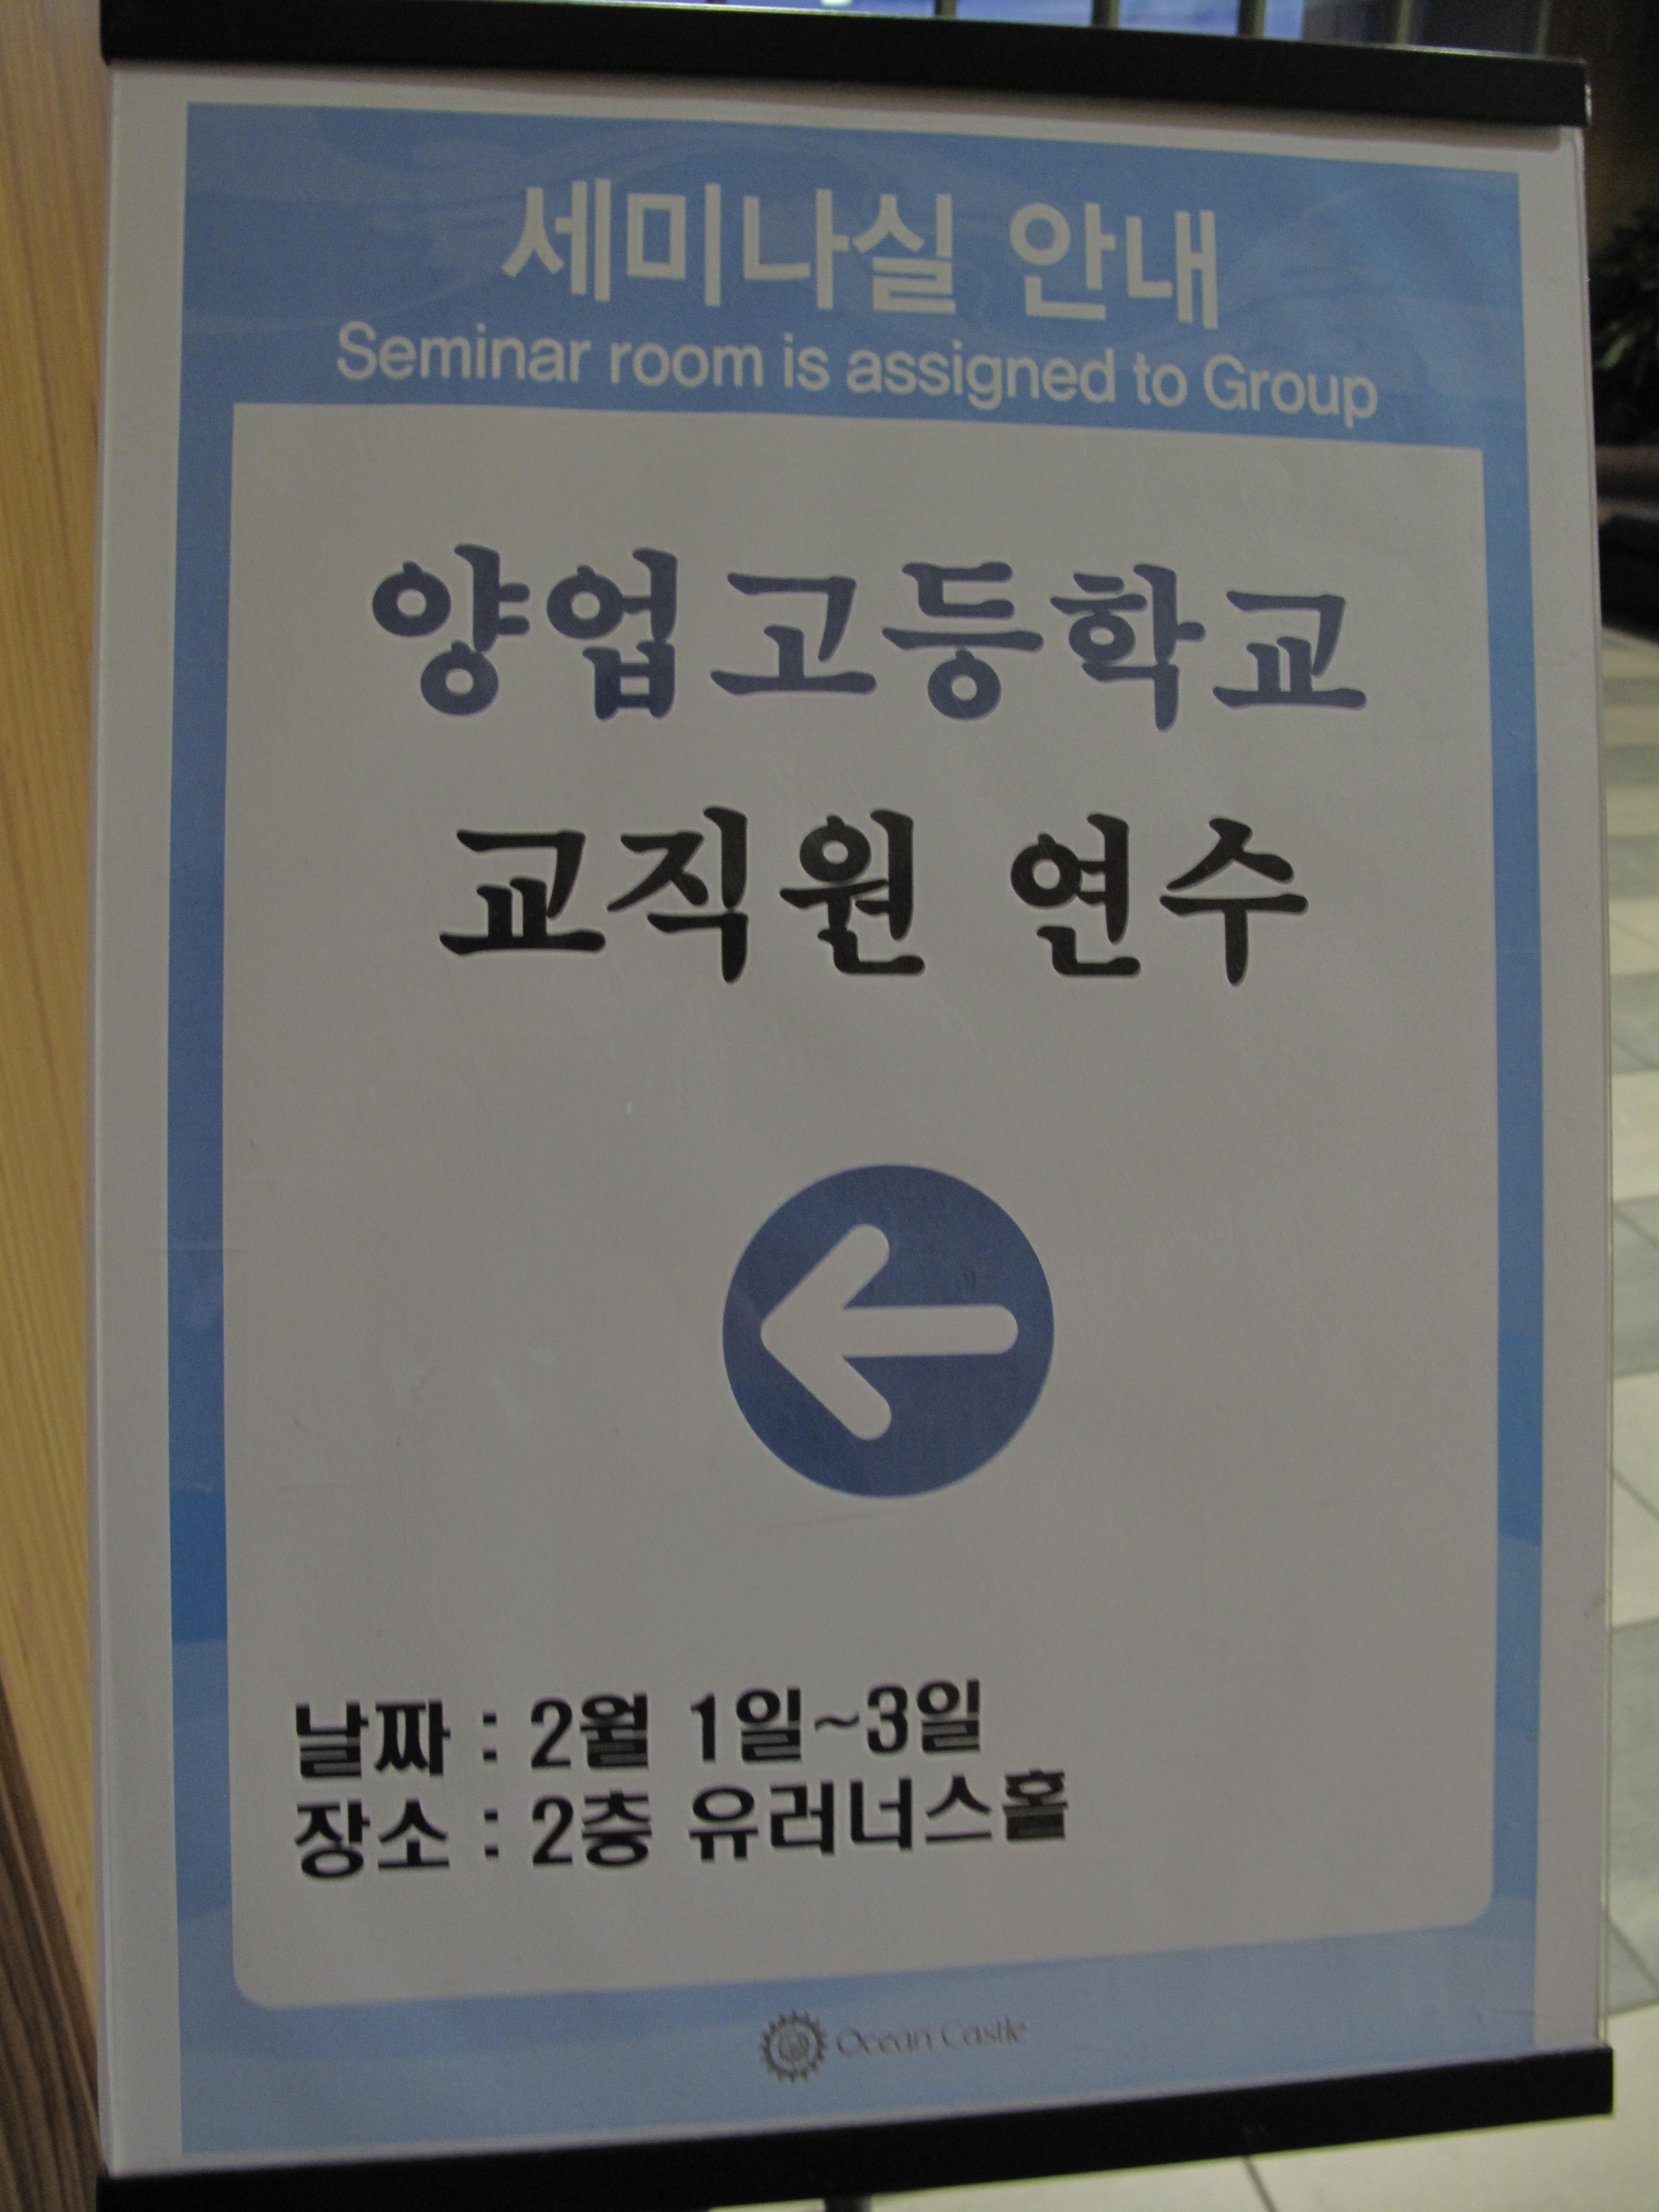 세미나실 안내
Seminar room is assigned to Group
양업고등학교
교직원 연수
날짜 : 2월 1일~3일
장소 : 2층 유러너스홀
Ocean Castle